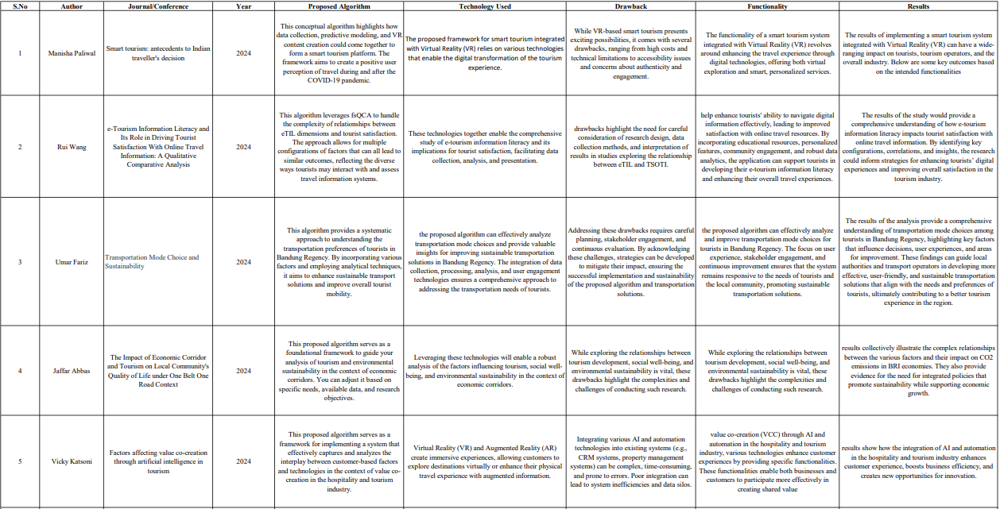 S.No Author Journal/Conference Year Proposed Algorithm Technology Used Drawback Functionality Results
1
Manisha Paliwal
Smart tourism: antecedents to Indian
traveller's decision
2024
This conceptual algorithm highlights how
data collection, predictive modeling, and VR
content creation could come together to
form a smart tourism platform. The
framework aims to create a positive user
perception of travel during and after the
COVID-19 pandemic.
The proposed framework for smart tourism integrated
with Virtual Reality (VR) relies on various technologies
that enable the digital transformation of the tourism
experience.
While VR-based smart tourism presents
exciting possibilities, it comes with several
drawbacks, ranging from high costs and
technical limitations to accessibility issues
and concerns about authenticity and
engagement.
The functionality of a smart tourism system
integrated with Virtual Reality (VR) revolves
around enhancing the travel experience through
digital technologies, offering both virtual
exploration and smart, personalized services.
The results of implementing a smart tourism system
integrated with Virtual Reality (VR) can have a wide-
ranging impact on tourists, tourism operators, and the
overall industry. Below are some key outcomes based
on the intended functionalities
2
Rui Wang
e-Tourism Information Literacy and
Its Role in Driving Tourist
Satisfaction With Online Travel
Information: A Qualitative
Comparative Analysis
2024
This algorithm leverages fsQCA to handle
the complexity of relationships between
eTIL dimensions and tourist satisfaction.
The approach allows for multiple
configurations of factors that can all lead to
similar outcomes, reflecting the diverse
ways tourists may interact with and assess
travel information systems.
These technologies together enable the comprehensive
study of e-tourism information literacy and its
implications for tourist satisfaction, facilitating data
collection, analysis, and presentation.
drawbacks highlight the need for careful
consideration of research design, data
collection methods, and interpretation of
results in studies exploring the relationship
between eTIL and TSOTI.
help enhance tourists' ability to navigate digital
information effectively, leading to improved
satisfaction with online travel resources. By
incorporating educational resources, personalized
features, community engagement, and robust data
analytics, the application can support tourists in
developing their e-tourism information literacy
and enhancing their overall travel experiences.
The results of the study would provide a
comprehensive understanding of how e-tourism
information literacy impacts tourist satisfaction with
online travel information. By identifying key
configurations, correlations, and insights, the research
could inform strategies for enhancing tourists' digital
experiences and improving overall satisfaction in the
tourism industry.
3
Umar Fariz
Transportation Mode Choice and
Sustainability
2024
This algorithm provides a systematic
approach to understanding the
transportation preferences of tourists in
Bandung Regency. By incorporating various
factors and employing analytical techniques,
it aims to enhance sustainable transport
solutions and improve overall tourist
mobility.
the proposed algorithm can effectively analyze
transportation mode choices and provide valuable
insights for improving sustainable transportation
solutions in Bandung Regency. The integration of data
collection, processing, analysis, and user engagement
technologies ensures a comprehensive approach to
addressing the transportation needs of tourists.
Addressing these drawbacks requires careful
planning, stakeholder engagement, and
continuous evaluation. By acknowledging
these challenges, strategies can be developed
to mitigate their impact, ensuring the
successful implementation and sustainability
of the proposed algorithm and transportation
solutions.
the proposed algorithm can effectively analyze
and improve transportation mode choices for
tourists in Bandung Regency. The focus on user
experience, stakeholder engagement, and
continuous improvement ensures that the system
remains responsive to the needs of tourists and
the local community, promoting sustainable
transportation solutions.
The results of the analysis provide a comprehensive
understanding of transportation mode choices among
tourists in Bandung Regency, highlighting key factors
that influence decisions, user experiences, and areas
for improvement. These findings can guide local
authorities and transport operators in developing more
effective, user-friendly, and sustainable transportation
solutions that align with the needs and preferences of
tourists, ultimately contributing to a better tourism
experience in the region.
4
Jaffar Abbas
The Impact of Economic Corridor
and Tourism on Local Community's
Quality of Life under One Belt One
Road Context
2024
This proposed algorithm serves as a
foundational framework to guide your
analysis of tourism and environmental
sustainability in the context of economic
corridors. You can adjust it based on
specific needs, available data, and research
objectives.
Leveraging these technologies will enable a robust
analysis of the factors influencing tourism, social well-
being, and environmental sustainability in the context of
economic corridors.
While exploring the relationships between
tourism development, social well-being, and
environmental sustainability is vital, these
drawbacks highlight the complexities and
challenges of conducting such research.
While exploring the relationships between
tourism development, social well-being, and
environmental sustainability is vital, these
drawbacks highlight the complexities and
challenges of conducting such research.
results collectively illustrate the complex relationships
between the various factors and their impact on CO2
emissions in BRI economies. They also provide
evidence for the need for integrated policies that
promote sustainability while supporting economic
growth.
5
Vicky Katsoni
Factors affecting value co-creation
through artificial intelligence in
tourism
2024
This proposed algorithm serves as a
framework for implementing a system that
effectively captures and analyzes the
interplay between customer-based factors
and technologies in the context of value co-
creation in the hospitality and tourism
industry.
Virtual Reality (VR) and Augmented Reality (AR)
create immersive experiences, allowing customers to
explore destinations virtually or enhance their physical
travel experience with augmented information.
Integrating various AI and automation
technologies into existing systems (e.g.,
CRM systems, property management
systems) can be complex, time-consuming,
and prone to errors. Poor integration can
lead to system inefficiencies and data silos.
value co-creation (VCC) through AI and
automation in the hospitality and tourism
industry, various technologies enhance customer
experiences by providing specific functionalities.
These functionalities enable both businesses and
customers to participate more effectively in
creating shared value
results show how the integration of AI and automation
in the hospitality and tourism industry enhances
customer experience, boosts business efficiency, and
creates new opportunities for innovation.